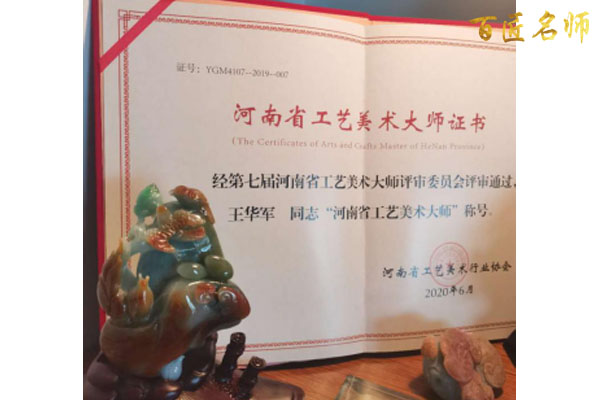 百匠名师
证号：YGM4107--2019--007
河南省工艺美术大师证书
(The Certificates of Arts and Crafts Master of HeNan Province)
经第七届河南省工艺美术大师评审委员会评审通过，
王华军 同志“河南省工艺美术大师”称号。
河南省工艺美术行业协会
2020年6月